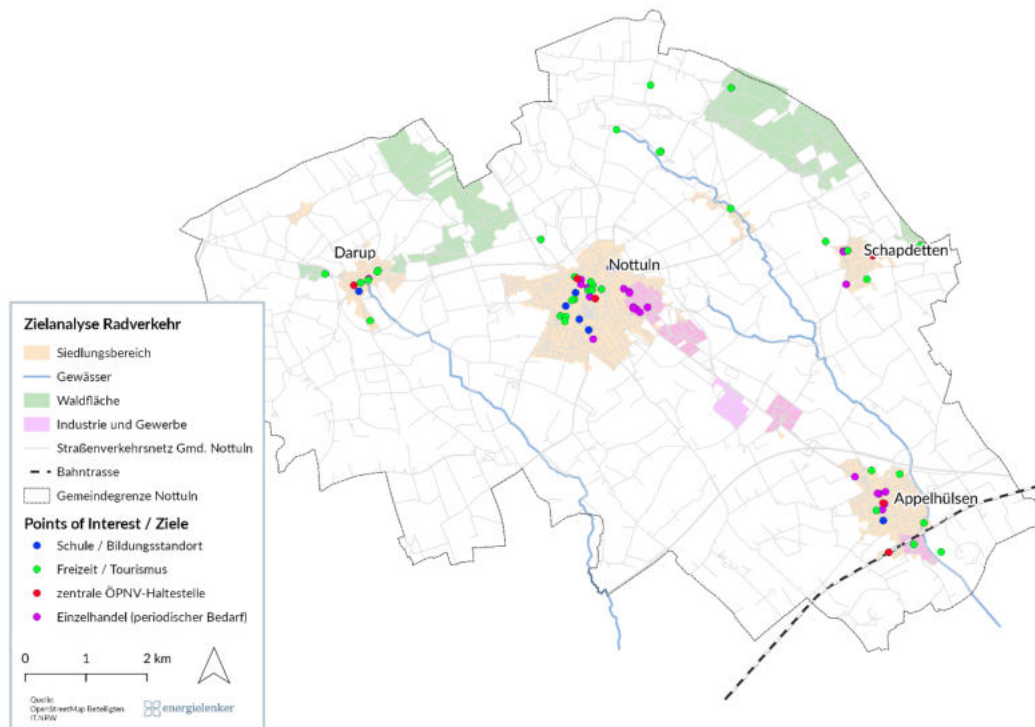 Darup
Nottuln
Schapdetten
Appelhülsen
Zielanalyse Radverkehr
Siedlungsbereich
Gewässer
Waldfläche
Industrie und Gewerbe
Straßenverkehrsnetz Gmd. Nottuln
Bahntrasse
Gemeindegrenze Nottuln
Points of Interest / Ziele
Schule / Bildungsstandort
Freizeit / Tourismus
zentrale ÖPNV-Haltestelle
Einzelhandel (periodischer Bedarf)
0 1 2 km
Quelle:
OpenStreetMap Beteiligten
IT.NRW
energielenker